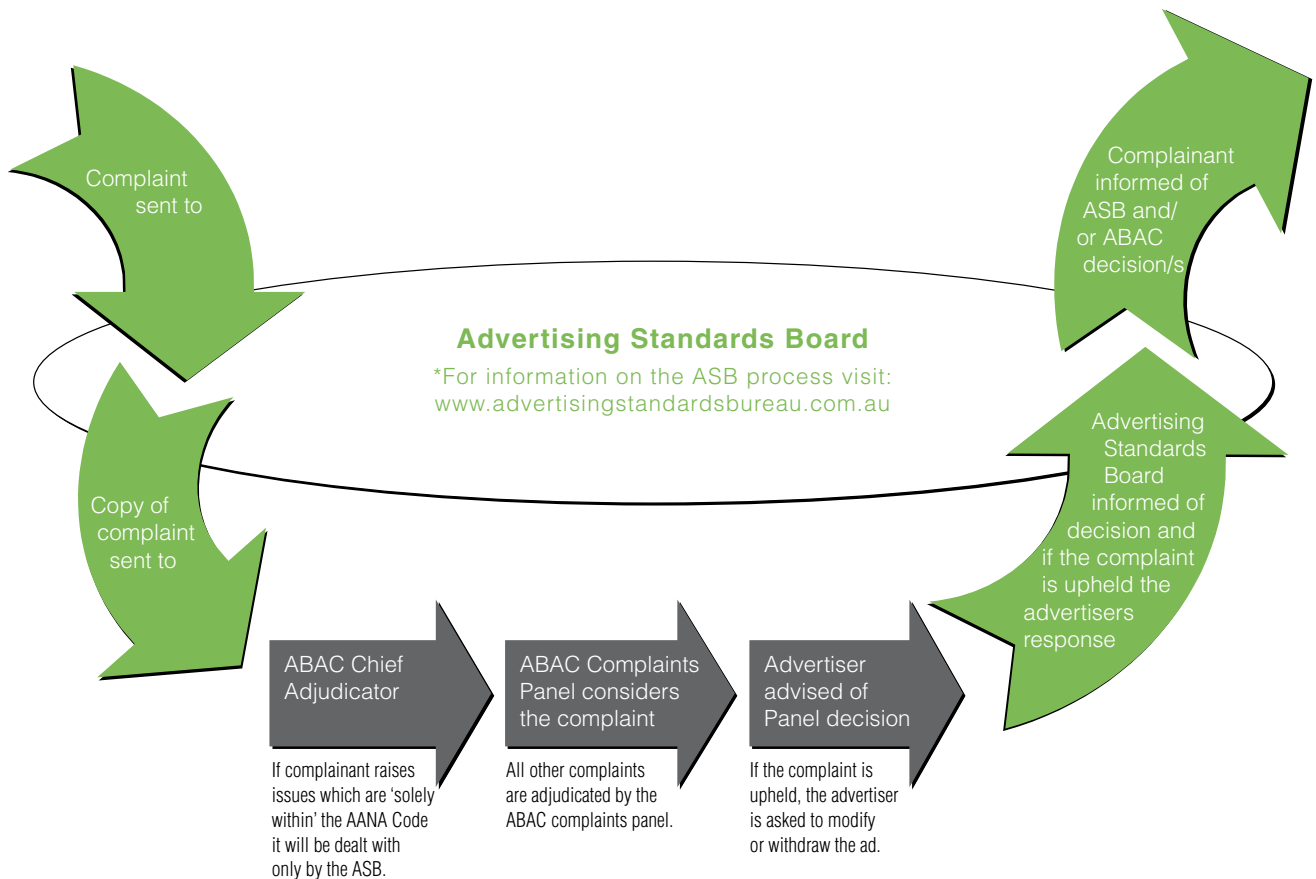 Complaint
sent to
Advertising Standards Board
*For information on the ASB process visit:
www.advertisingstandardsbureau.com.au
Copy of
complaint
sent to
ABAC Chief
Adjudicator
If complainant raises
issues which are ‘solely
within’ the AANA Code
it will be dealt with
only by the ASB.
ABAC Complaints
Panel considers
the complaint
All other complaints
are adjudicated by the
ABAC complaints panel.
Advertiser
advised of
Panel decision
If the complaint is
upheld, the advertiser
is asked to modify
or withdraw the ad.
Advertising
Standards
Board
informed of
decision and
if the complaint
is upheld the
advertisers
response
Complainant
informed of
ASB and/
or ABAC
decision/s